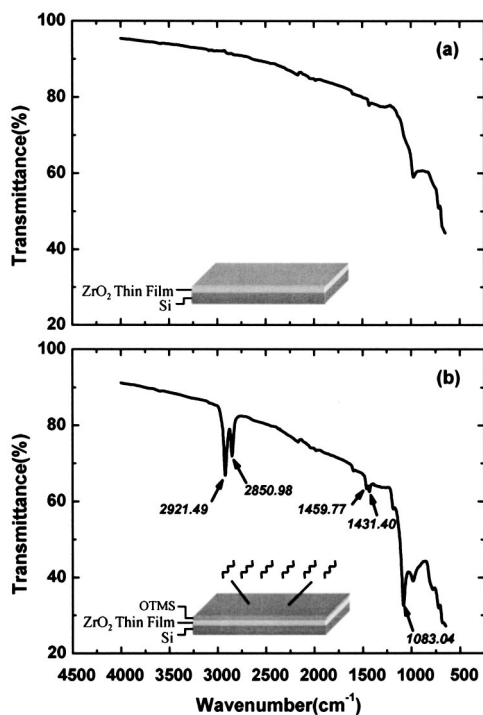 (a)
Transmittance(%)
100
80
60
40
20
ZrO2 Thin Film
Si
(b)
Transmittance(%)
100
80
60
40
20
2921.49
2850.98
1459.77
1431.40
1083.04
OTMS
ZrO2 Thin Film
Si
4500 4000 3500 3000 2500 2000 1500 1000 500
Wavenumber(cm-1)